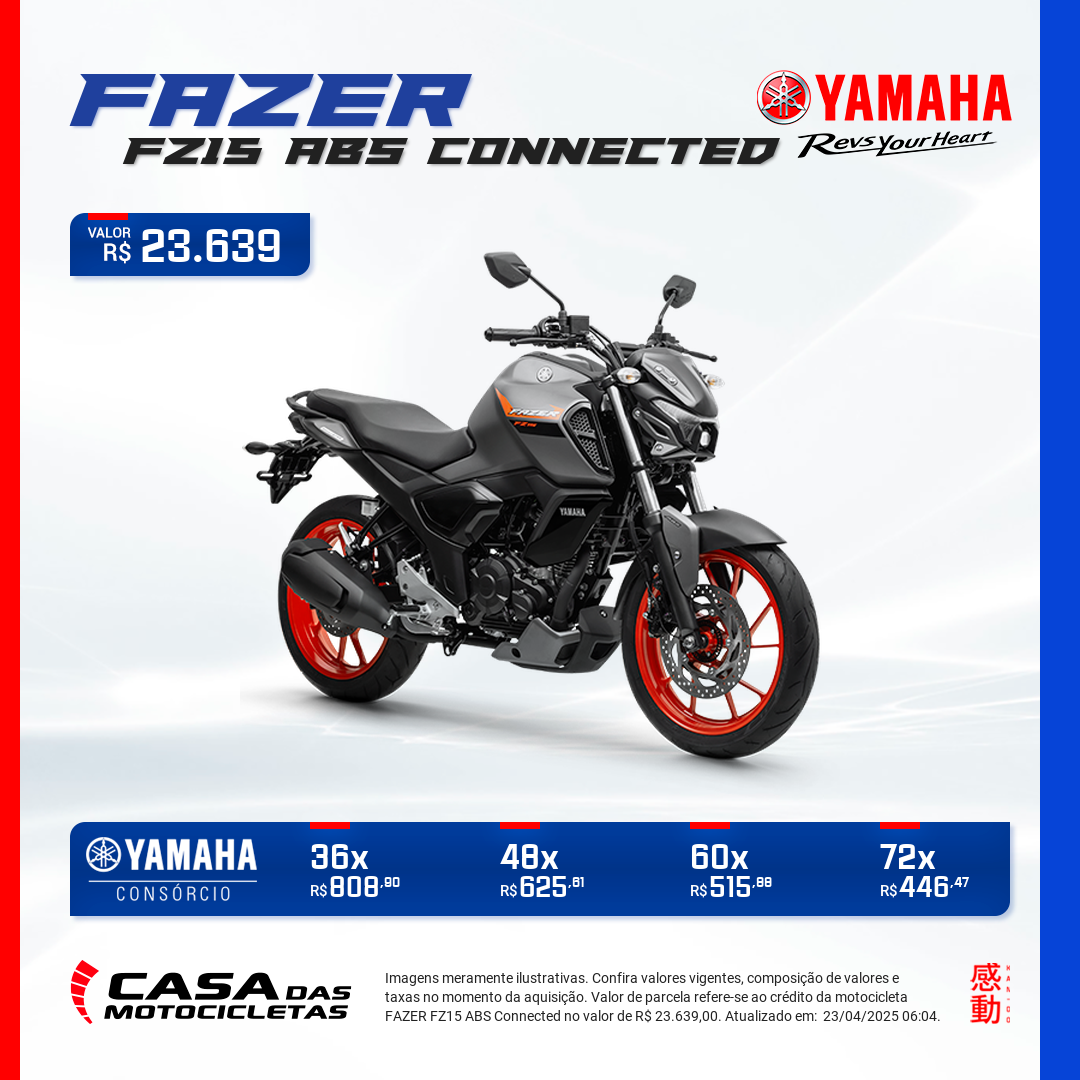 FAZER
FZ15 ABS CONNECTED
YAMAHA
Revs Your Heart
VALOR
R$ 23.639
FAZER
FZ15
YAMAHA
YAMAHA
CONSÓRCIO
36x
R$ 808,90
48x
R$ 625,61
60x
R$ 515,88
72x
R$ 446,47
CASA DAS
MOTOCICLETAS
Imagens meramente ilustrativas. Confira valores vigentes, composição de valores e
taxas no momento da aquisição. Valor de parcela refere-se ao crédito da motocicleta
FAZER FZ15 ABS Connected no valor de R$ 23.639,00. Atualizado em: 23/04/2025 06:04.
感動